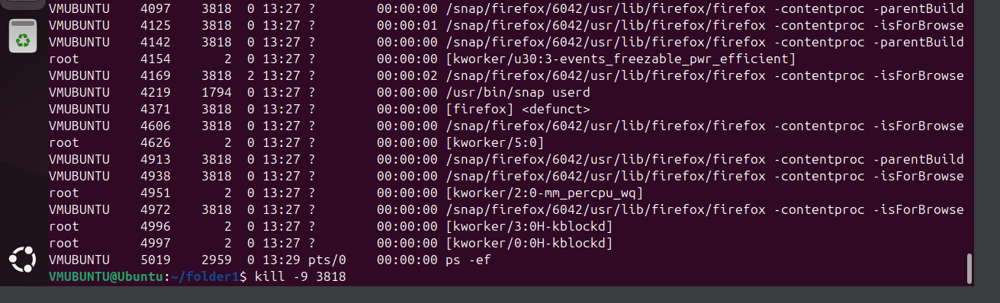 VMUBUNTU    4097    3818  0 13:27 ?        00:00:00 /snap/firefox/6042/usr/lib/firefox/firefox -contentproc -parentBuild
VMUBUNTU    4125    3818  0 13:27 ?        00:00:01 /snap/firefox/6042/usr/lib/firefox/firefox -contentproc -isForBrowse
VMUBUNTU    4142    3818  0 13:27 ?        00:00:00 /snap/firefox/6042/usr/lib/firefox/firefox -contentproc -parentBuild
root        4154       2  0 13:27 ?        00:00:00 [kworker/u30:3-events_freezable_pwr_efficient]
VMUBUNTU    4169    3818  2 13:27 ?        00:00:02 /snap/firefox/6042/usr/lib/firefox/firefox -contentproc -isForBrowse
VMUBUNTU    4219    1794  0 13:27 ?        00:00:00 /usr/bin/snap userd
VMUBUNTU    4371    3818  0 13:27 ?        00:00:00 [firefox] <defunct>
VMUBUNTU    4606    3818  0 13:27 ?        00:00:00 /snap/firefox/6042/usr/lib/firefox/firefox -contentproc -isForBrowse
root        4626       2  0 13:27 ?        00:00:00 [kworker/5:0]
VMUBUNTU    4913    3818  0 13:27 ?        00:00:00 /snap/firefox/6042/usr/lib/firefox/firefox -contentproc -parentBuild
VMUBUNTU    4938    3818  0 13:27 ?        00:00:00 /snap/firefox/6042/usr/lib/firefox/firefox -contentproc -isForBrowse
root        4951       2  0 13:27 ?        00:00:00 [kworker/2:0-mm_percpu_wq]
VMUBUNTU    4972    3818  0 13:27 ?        00:00:00 /snap/firefox/6042/usr/lib/firefox/firefox -contentproc -isForBrowse
root        4996       2  0 13:27 ?        00:00:00 [kworker/3:0H-kblockd]
root        4997       2  0 13:27 ?        00:00:00 [kworker/0:0H-kblockd]
VMUBUNTU    5019    2959  0 13:29 pts/0    00:00:00 ps -ef
VMUBUNTU@Ubuntu:~/folder1$ kill -9 3818